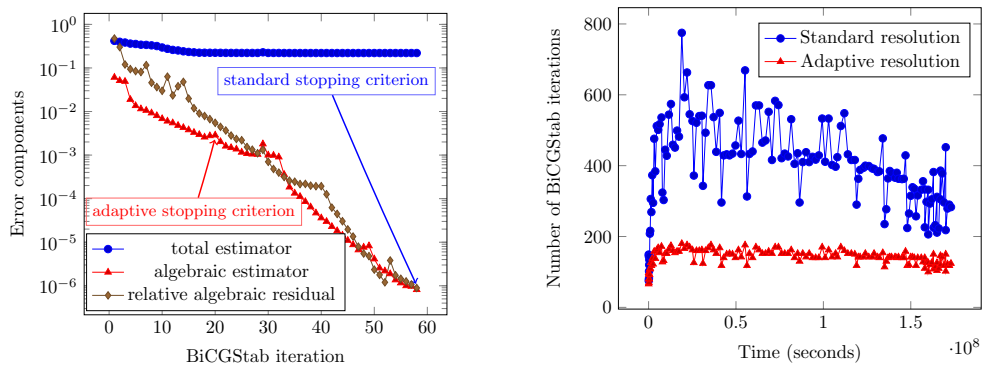 Error components
10^0
10^−1
10^−2
10^−3
10^−4
10^−5
10^−6
standard stopping criterion
adaptive stopping criterion
total estimator
algebraic estimator
relative algebraic residual
0 10 20 30 40 50 60
BiCGStab iteration
Number of BiCGStab iterations
800
600
400
200
0
Standard resolution
Adaptive resolution
0 0.5 1 1.5
·10^8
Time (seconds)